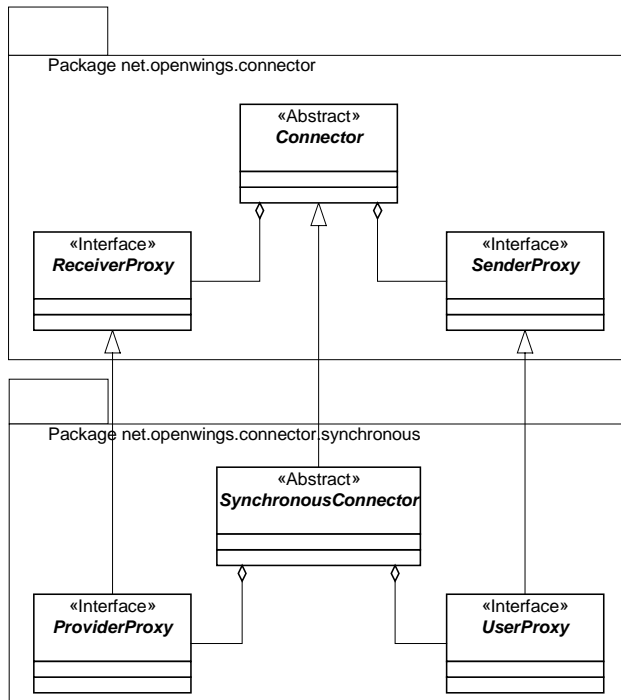 Package net.openwings.connector
«Abstract»
Connector
«Interface»
ReceiverProxy
«Interface»
SenderProxy
Package net.openwings.connector.synchronous
«Abstract»
SynchronousConnector
«Interface»
ProviderProxy
«Interface»
UserProxy